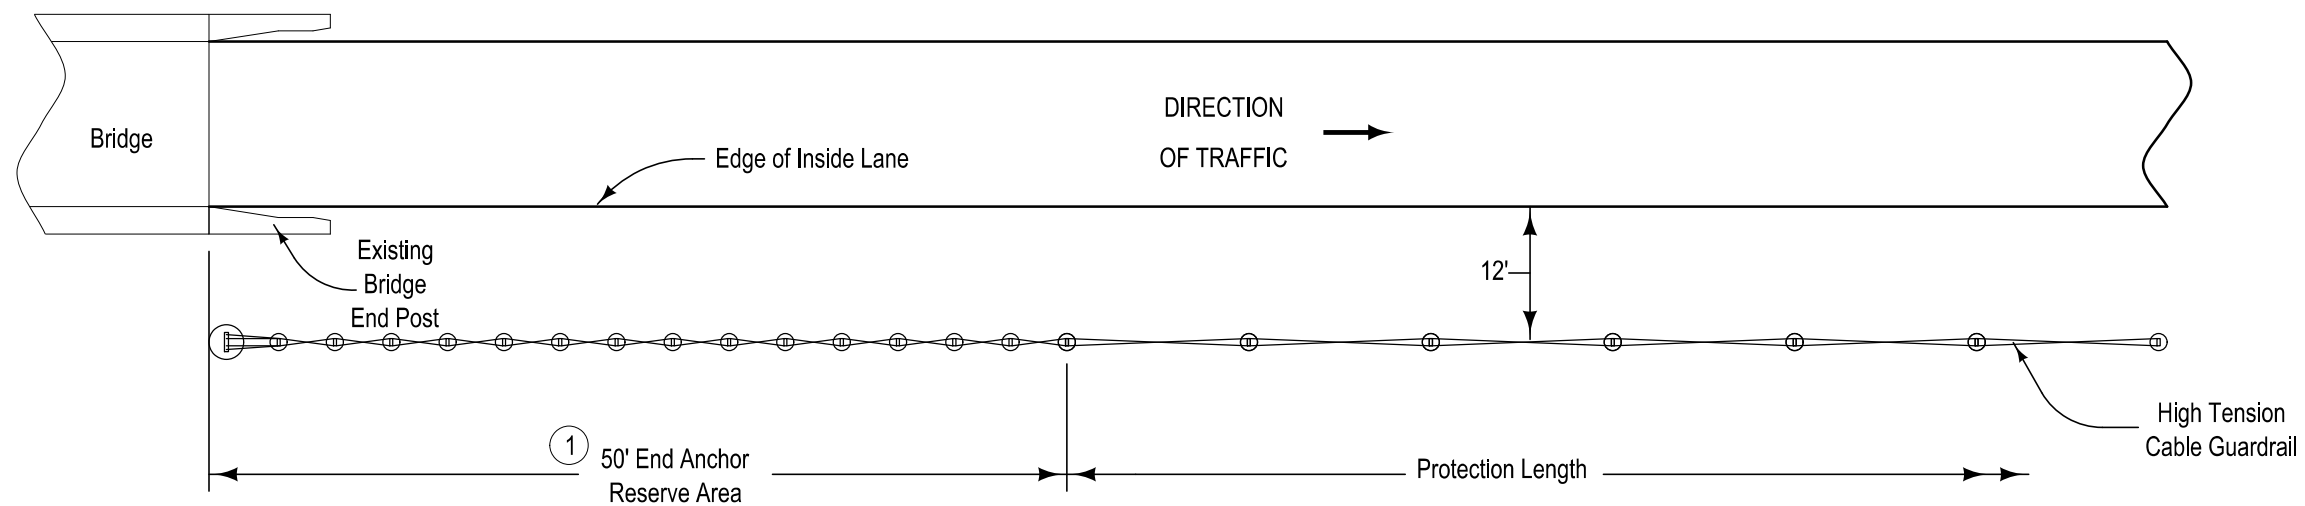 DIRECTION
OF TRAFFIC
Bridge
Edge of Inside Lane
Existing
Bridge
End Post
12'
High Tension
Cable Guardrail
1
50' End Anchor
Reserve Area
Protection Length